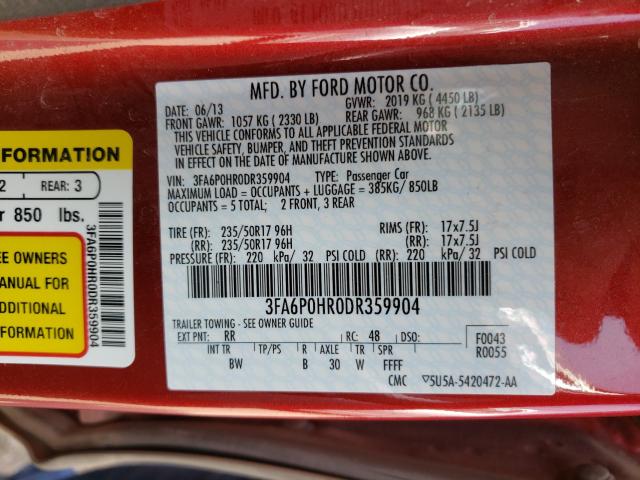 MFD. BY FORD MOTOR CO.
DATE: 06/13
GVWR: 2019 KG ( 4450 LB)
FRONT GAWR: 1057 KG ( 2330 LB)
REAR GAWR: 968 KG ( 2135 LB)
THIS VEHICLE CONFORMS TO ALL APPLICABLE FEDERAL MOTOR
VEHICLE SAFETY, BUMPER, AND THEFT PREVENTION STANDARDS
IN EFFECT ON THE DATE OF MANUFACTURE SHOWN ABOVE.
VIN: 3FA6P0HR0DR359904 TYPE: Passenger Car
MAXIMUM LOAD = OCCUPANTS + LUGGAGE = 385KG/ 850LB
OCCUPANTS = 5 TOTAL: 2 FRONT, 3 REAR
TIRE (FR): 235/50R17 96H RIMS (FR): 17x7.5J
(RR): 235/50R17 96H (RR): 17x7.5J
PRESSURE (FR): 220 kPa/ 32 PSI COLD (RR): 220 kPa/ 32 PSI COLD
3FA6P0HR0DR359904
TRAILER TOWING - SEE OWNER GUIDE
EXT PNT: RR RC: 48 DSO:
F0043
R0055
INT TR TP/PS R AXLE TR SPR
BW B 30 W FFFF
CMC 5U5A-5420472-AA
FORMATION
2 REAR: 3
r 850 lbs.
EE OWNERS
ANUAL FOR
DDITIONAL
FORMATION
3FA6P0HR0DR359904